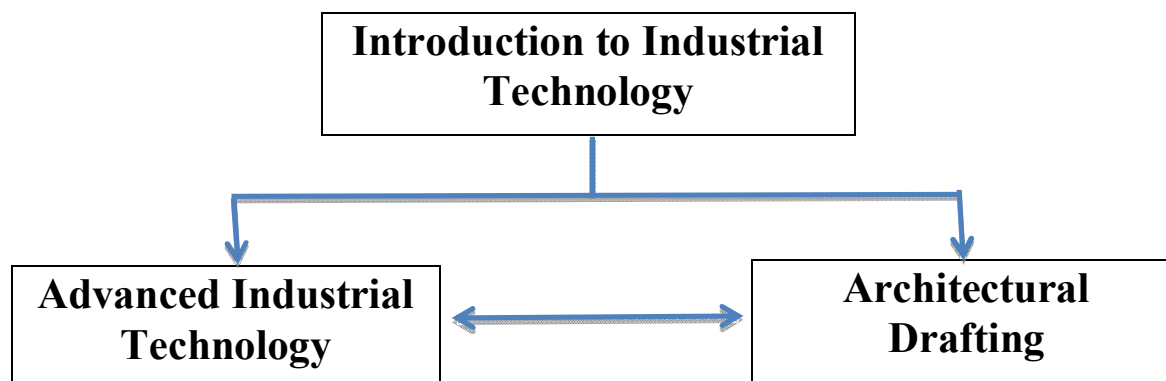 Introduction to Industrial
Technology
Advanced Industrial
Technology
Architectural
Drafting